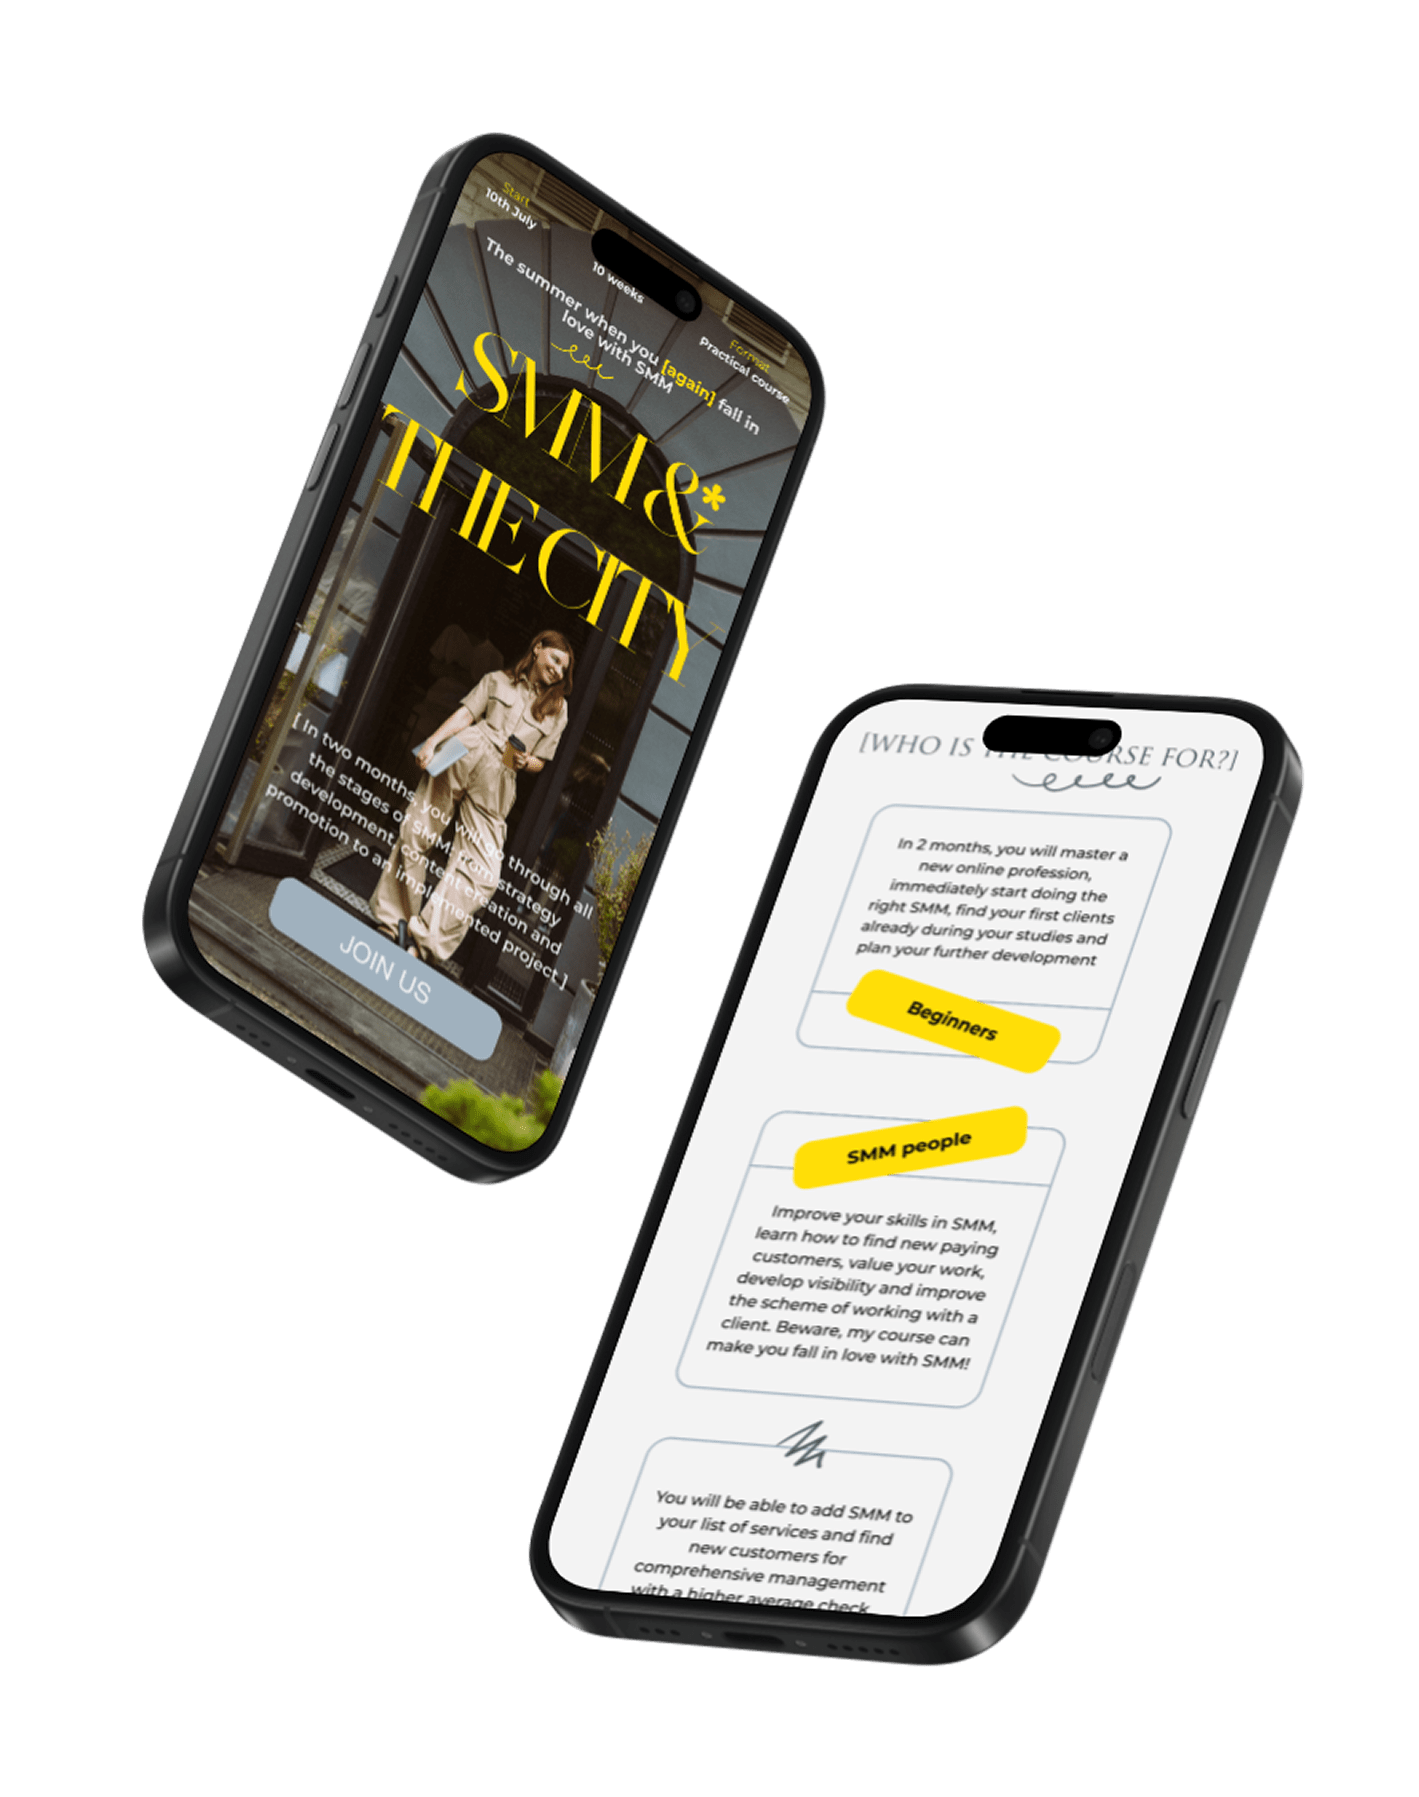 Start
10th July
10 weeks
Format
Practical course
The summer when you [again] fall in
love with SMM
SMM &*
THE CITY
[ In two months, you will go through all
the stages of SMM: from strategy
development, content creation and
promotion to an implemented project.]
JOIN US
[WHO IS THE COURSE FOR?]
In 2 months, you will master a
new online profession,
immediately start doing the
right SMM, find your first clients
already during your studies and
plan your further development
Beginners
SMM people
Improve your skills in SMM,
learn how to find new paying
customers, value your work,
develop visibility and improve
the scheme of working with a
client. Beware, my course can
make you fall in love with SMM!
You will be able to add SMM to
your list of services and find
new customers for
comprehensive management
with a higher average check